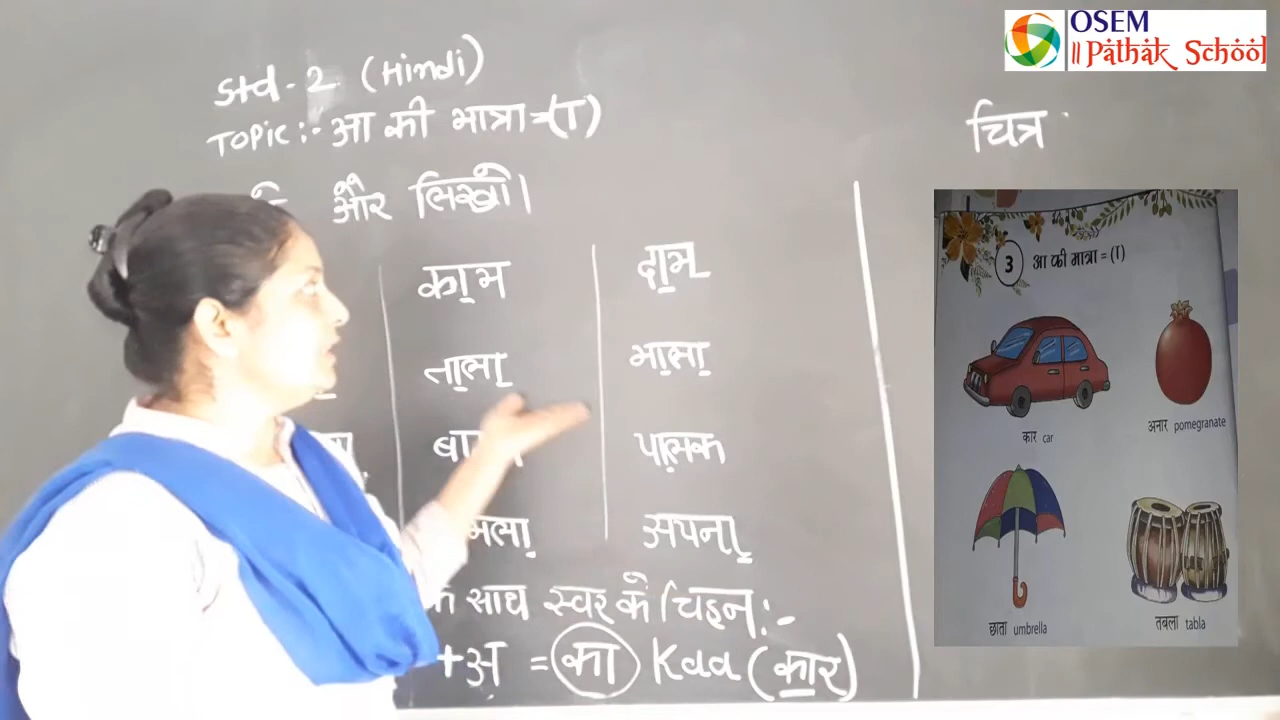 OSEM
॥ Pathak School
Std - 2 (Hindi)
Topic :- आ की मात्रा = (ा)
और लिखो।
काम दाम
ताला माला
पालक
अपना
के साथ स्वर के चिह्न :-
+ अ = का Kaa (कार)
चित्र
3 आ की मात्रा = (ा)
कार car
अनार pomegranate
छाता umbrella
तबला tabla